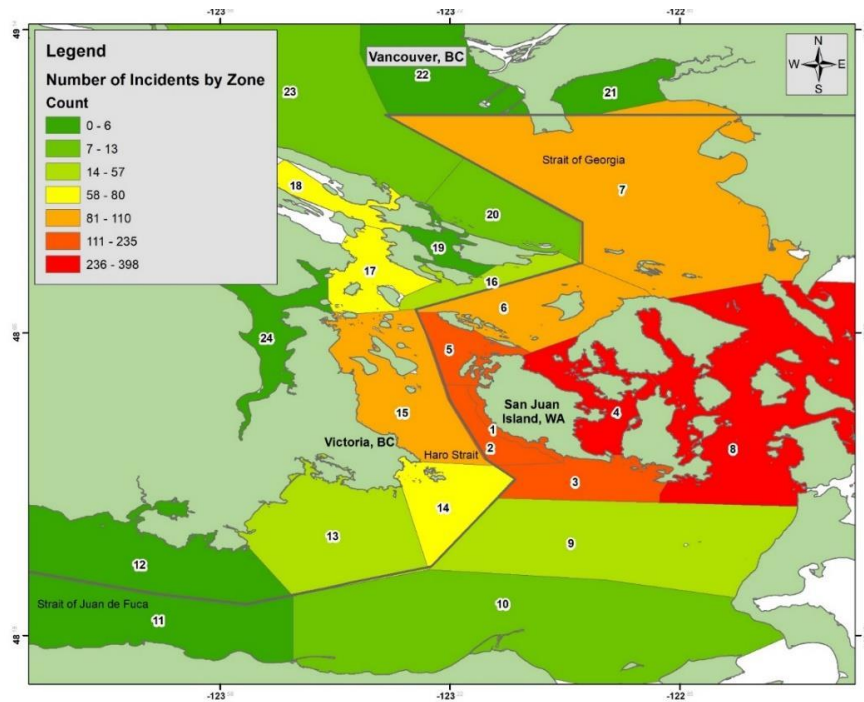 -123
-123
-122
49
Legend
Number of Incidents by Zone
Count
0 - 6
7 - 13
14 - 57
58 - 80
81 - 110
111 - 235
236 - 398
Vancouver, BC
22
N
W E
S
21
23
Strait of Georgia
7
18
20
19
17
16
6
24
5
San Juan
Island, WA
4
15
1
Victoria, BC
Haro Strait
2
8
3
14
13
9
12
Strait of Juan de Fuca
11
10
48
-123
-123
-122